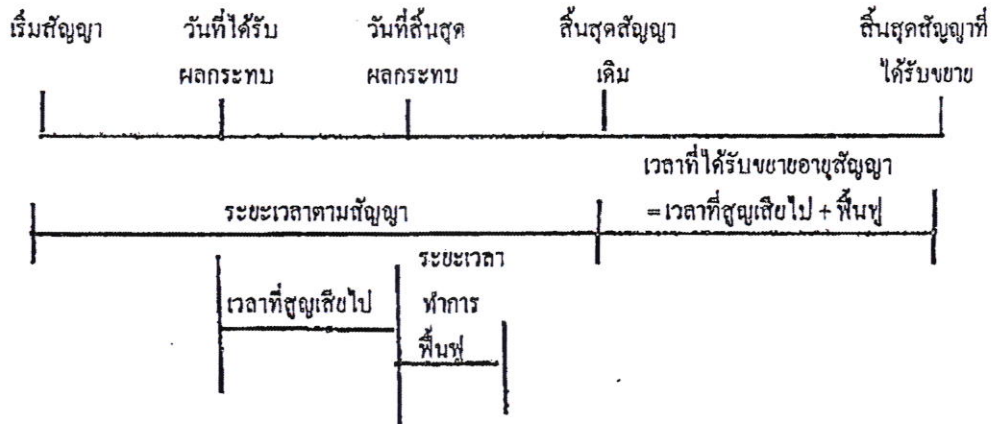 เริ่มสัญญา วันที่ได้รับ วันที่สิ้นสุด สิ้นสุดสัญญา สิ้นสุดสัญญาที่
ผลกระทบ ผลกระทบ เดิม ได้รับขยาย
เวลาที่ได้รับขยายอายุสัญญา
ระยะเวลาตามสัญญา = เวลาที่สูญเสียไป + ฟื้นฟู
ระยะเวลา
เวลาที่สูญเสียไป ทำการ
ฟื้นฟู